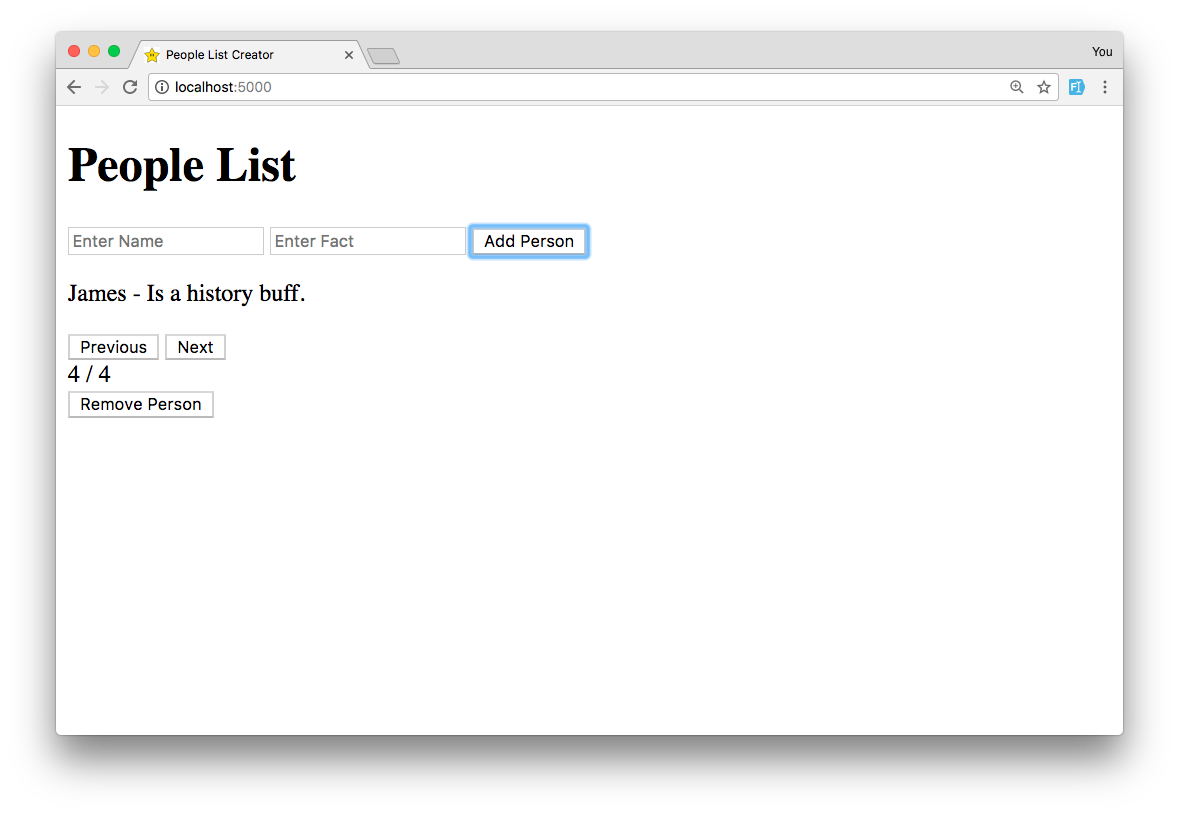 People List Creator
You
localhost:5000
FI
People List
Enter Name Enter Fact Add Person
James - Is a history buff.
Previous Next
4 / 4
Remove Person